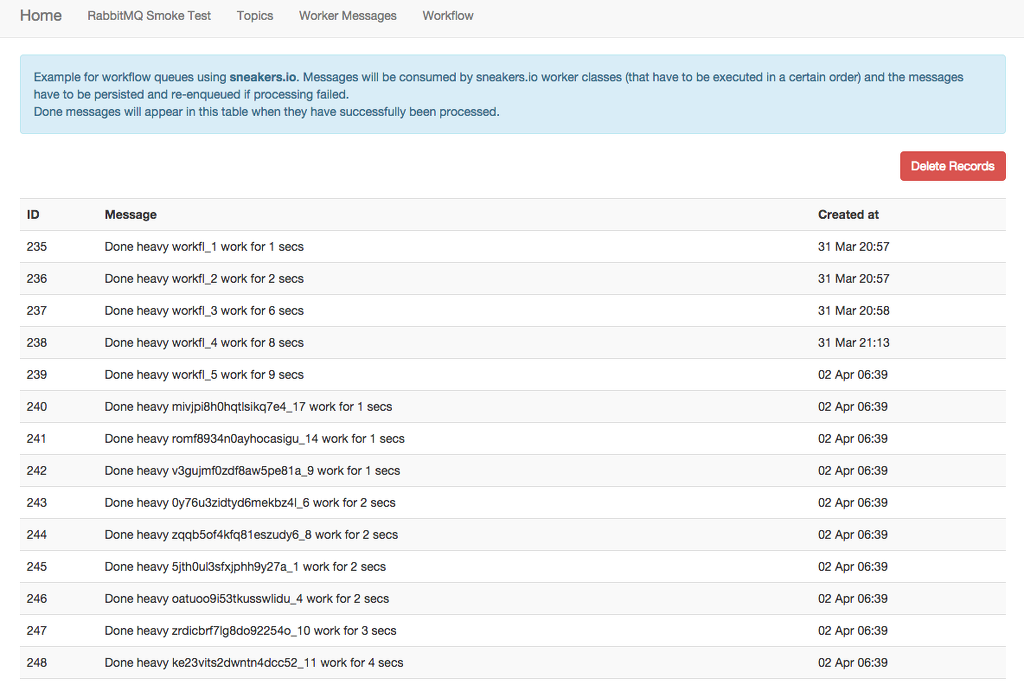 Home RabbitMQ Smoke Test Topics Worker Messages Workflow
Example for workflow queues using sneakers.io. Messages will be consumed by sneakers.io worker classes (that have to be executed in a certain order) and the messages
have to be persisted and re-enqueued if processing failed.
Done messages will appear in this table when they have successfully been processed.
Delete Records
ID Message Created at
235 Done heavy workfl_1 work for 1 secs 31 Mar 20:57
236 Done heavy workfl_2 work for 2 secs 31 Mar 20:57
237 Done heavy workfl_3 work for 6 secs 31 Mar 20:58
238 Done heavy workfl_4 work for 8 secs 31 Mar 21:13
239 Done heavy workfl_5 work for 9 secs 02 Apr 06:39
240 Done heavy mivjpi8h0hqtlsikq7e4_17 work for 1 secs 02 Apr 06:39
241 Done heavy romf8934n0ayhocasigu_14 work for 1 secs 02 Apr 06:39
242 Done heavy v3gujmf0zdf8aw5pe81a_9 work for 1 secs 02 Apr 06:39
243 Done heavy 0y76u3zidtyd6mekbz4l_6 work for 2 secs 02 Apr 06:39
244 Done heavy zqqb5of4kfq81eszudy6_8 work for 2 secs 02 Apr 06:39
245 Done heavy 5jth0ul3sfxjphh9y27a_1 work for 2 secs 02 Apr 06:39
246 Done heavy oatuoo9i53tkusswlidu_4 work for 2 secs 02 Apr 06:39
247 Done heavy zrdicbrf7lg8do92254o_10 work for 3 secs 02 Apr 06:39
248 Done heavy ke23vits2dwntn4dcc52_11 work for 4 secs 02 Apr 06:39